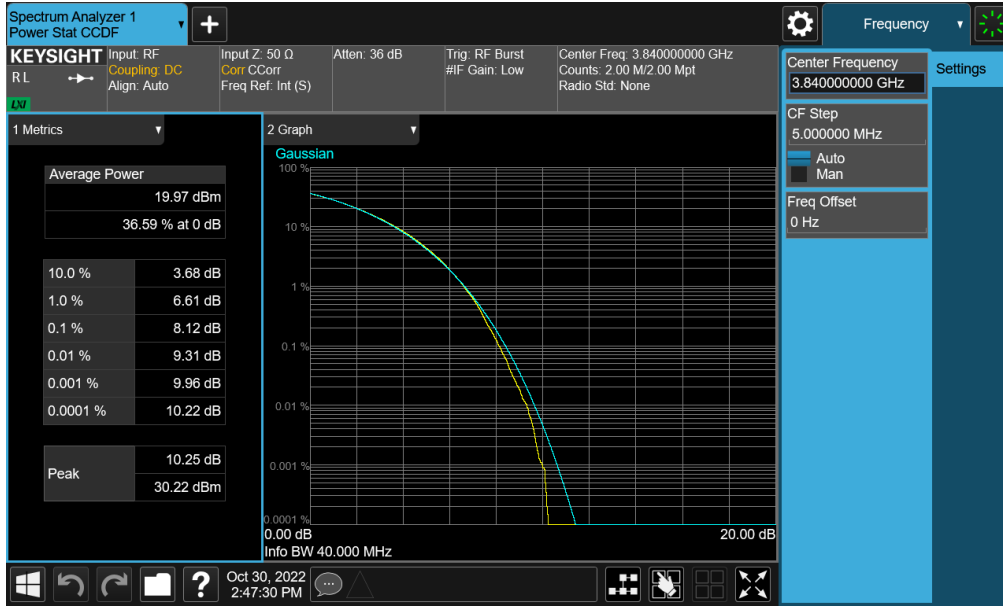 Spectrum Analyzer 1
Power Stat CCDF
Frequency
KEYSIGHT
R L
LXI
Input: RF
Coupling: DC
Align: Auto
Input Z: 50 Ω
Corr CCorr
Freq Ref: Int (S)
Atten: 36 dB
Trig: RF Burst
#IF Gain: Low
Center Freq: 3.840000000 GHz
Counts: 2.00 M/2.00 Mpt
Radio Std: None
Center Frequency
3.840000000 GHz
Settings
CF Step
5.000000 MHz
Auto
Man
Freq Offset
0 Hz
1 Metrics
Average Power
19.97 dBm
36.59 % at 0 dB
10.0 % 3.68 dB
1.0 % 6.61 dB
0.1 % 8.12 dB
0.01 % 9.31 dB
0.001 % 9.96 dB
0.0001 % 10.22 dB
Peak
10.25 dB
30.22 dBm
2 Graph
Gaussian
100 %
10 %
1 %
0.1 %
0.01 %
0.001 %
0.0001 %
0.00 dB 20.00 dB
Info BW 40.000 MHz
?
Oct 30, 2022
2:47:30 PM